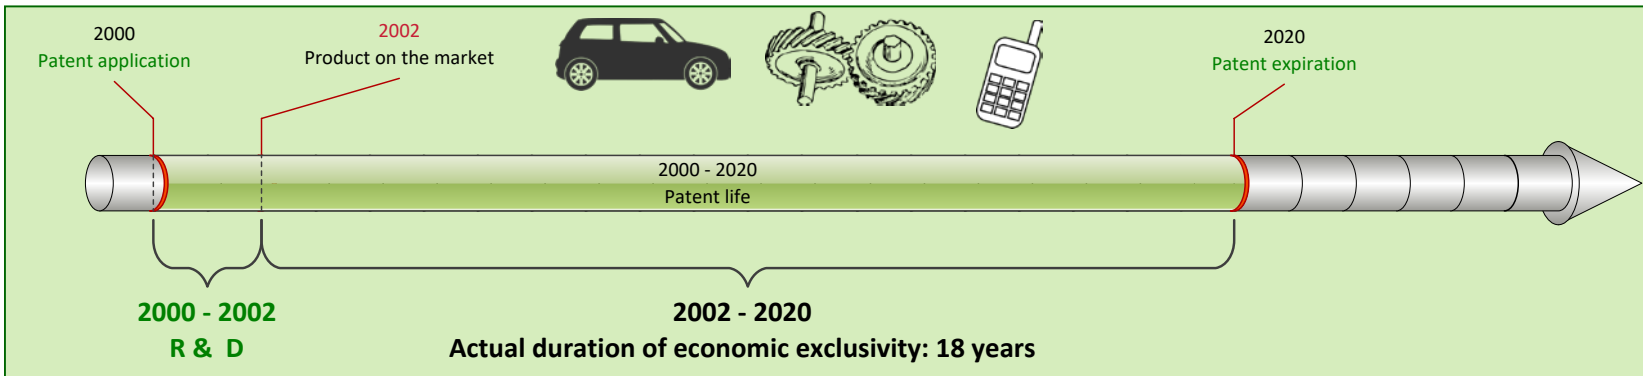 2000
Patent application
2002
Product on the market
2020
Patent expiration
2000 - 2020
Patent life
2000 - 2002
R & D
2002 - 2020
Actual duration of economic exclusivity: 18 years